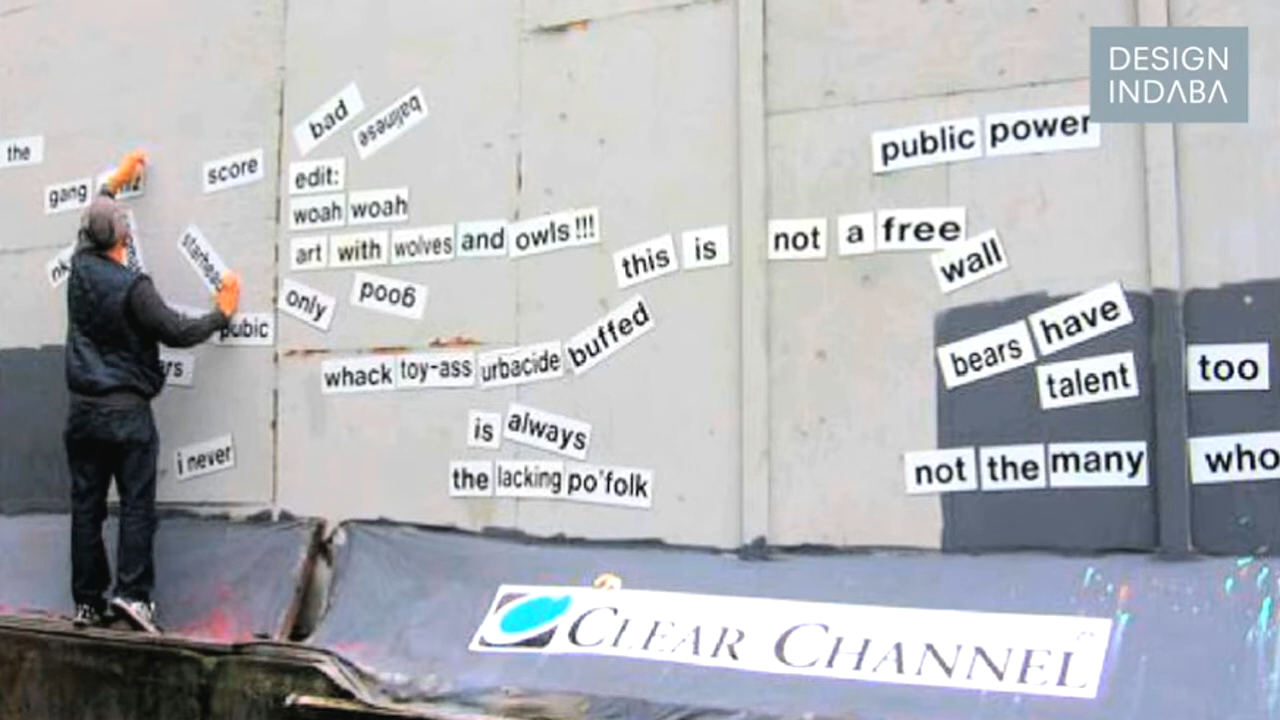 DESIGN
INDABA
the
gang
score
bad
balinese
edit:
woah woah
art with wolves and owls!!!
only
poog
this is not a free
wall
public power
bears have
talent too
whack toy-ass urbacide buffed
is always
the lacking po'folk
not the many who
pubic
i never
CLEAR CHANNEL